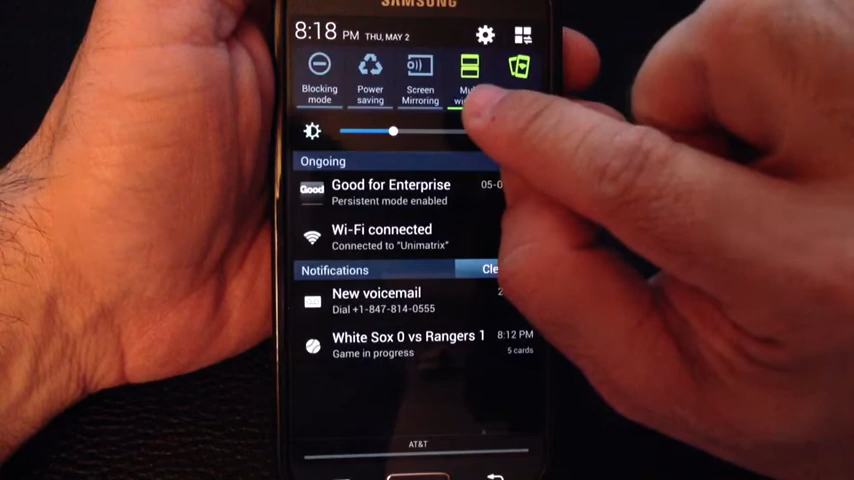 SAMSUNG
8:18 PM THU, MAY 2
Blocking mode
Power saving
Screen Mirroring
Ongoing
Good
Good for Enterprise
Persistent mode enabled
Wi-Fi connected
Connected to "Unimatrix"
Notifications
New voicemail
Dial +1-847-814-0555
White Sox 0 vs Rangers 1 8:12 PM
Game in progress 5 cards
AT&T